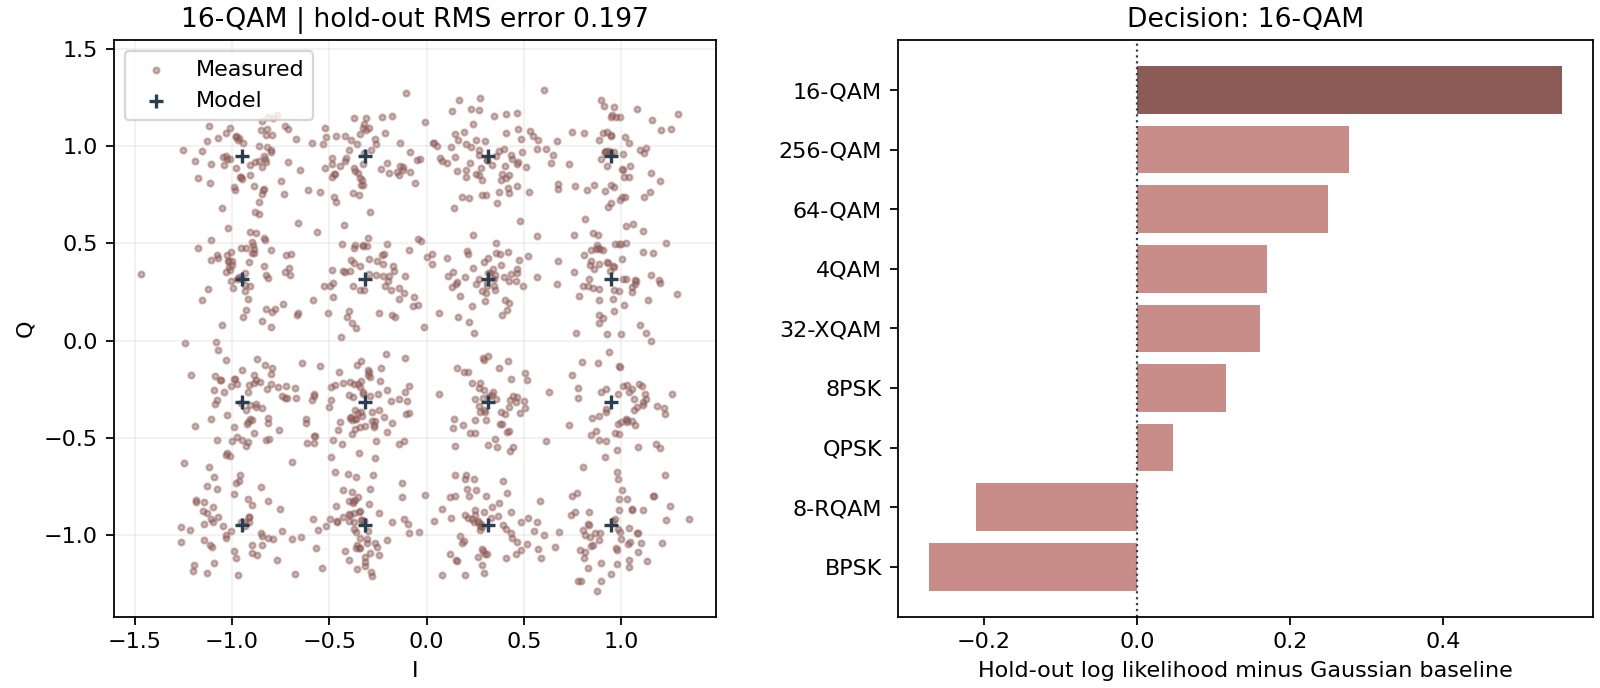 16-QAM | hold-out RMS error 0.197
Measured
Model
1.5
1.0
0.5
0.0
−0.5
−1.0
Q
−1.5
−1.0
−0.5
0.0
0.5
1.0
I
Decision: 16-QAM
16-QAM
256-QAM
64-QAM
4QAM
32-XQAM
8PSK
QPSK
8-RQAM
BPSK
−0.2
0.0
0.2
0.4
Hold-out log likelihood minus Gaussian baseline